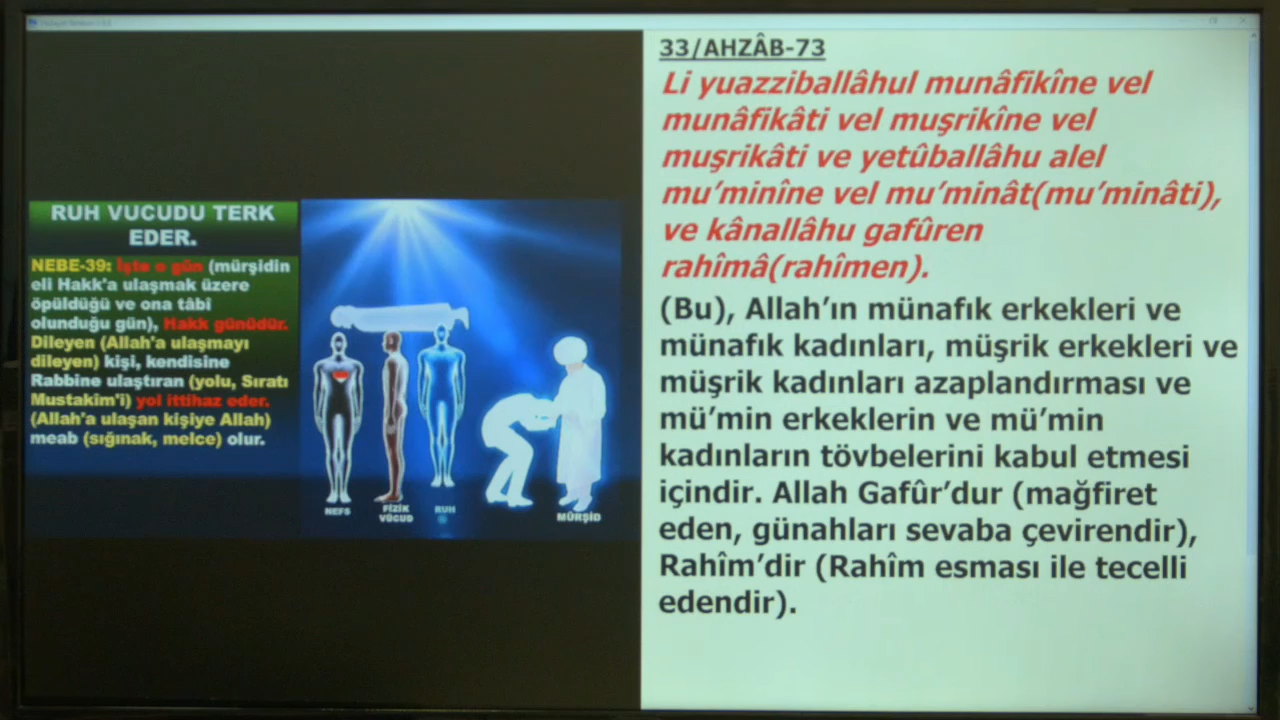 RUH VUCUDU TERK
EDER.
NEBE-39: İşte o gün (mürşidin
eli Hakk'a ulaşmak üzere
öpüldüğü ve ona tâbî
olunduğu gün), Hakk günüdür.
Dileyen (Allah'a ulaşmayı
dileyen) kişi, kendisine
Rabbine ulaştıran (yolu, Sıratı
Mustakîm'i) yol ittihaz eder.
(Allah'a ulaşan kişiye Allah)
meab (sığınak, melce) olur.
NEFS
FİZİK
VÜCUD
RUH
MÜRŞİD
33/AHZÂB-73
Li yuazziballâhul munâfikîne vel
munâfikâti vel muşrikîne vel
muşrikâti ve yetûballâhu alel
mu’minîne vel mu’minât(mu’minâti),
ve kânallâhu gafûren
rahîmâ(rahîmen).
(Bu), Allah’ın münafık erkekleri ve
münafık kadınları, müşrik erkekleri ve
müşrik kadınları azaplandırması ve
mü’min erkeklerin ve mü’min
kadınların tövbelerini kabul etmesi
içindir. Allah Gafûr’dur (mağfiret
eden, günahları sevaba çevirendir),
Rahîm’dir (Rahîm esması ile tecelli
edendir).